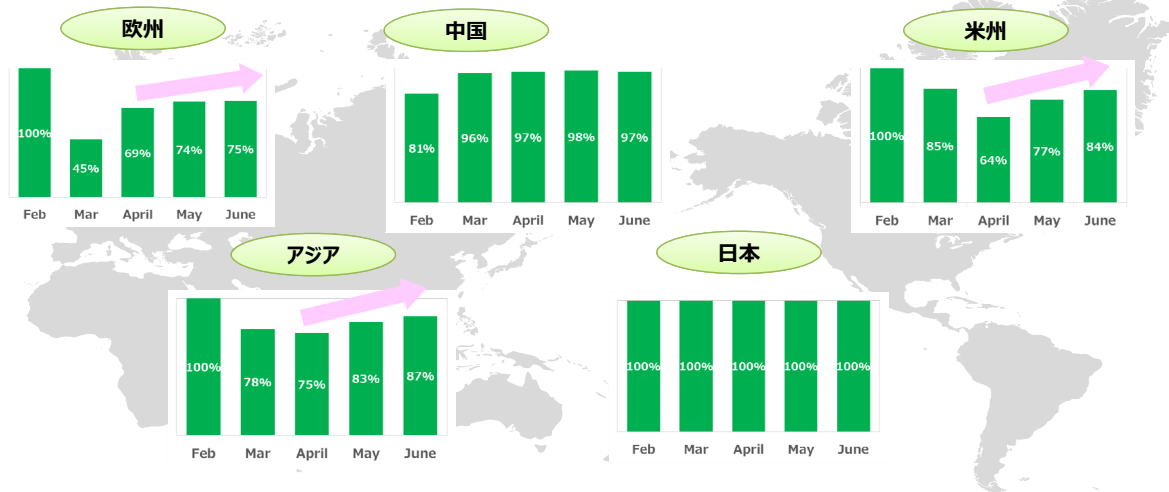 欧州
100%
45%
69%
74%
75%
Feb Mar April May June
中国
81%
96%
97%
98%
97%
Feb Mar April May June
米州
100%
85%
64%
77%
84%
Feb Mar April May June
アジア
100%
78%
75%
83%
87%
Feb Mar April May June
日本
100% 100% 100% 100% 100%
Feb Mar April May June